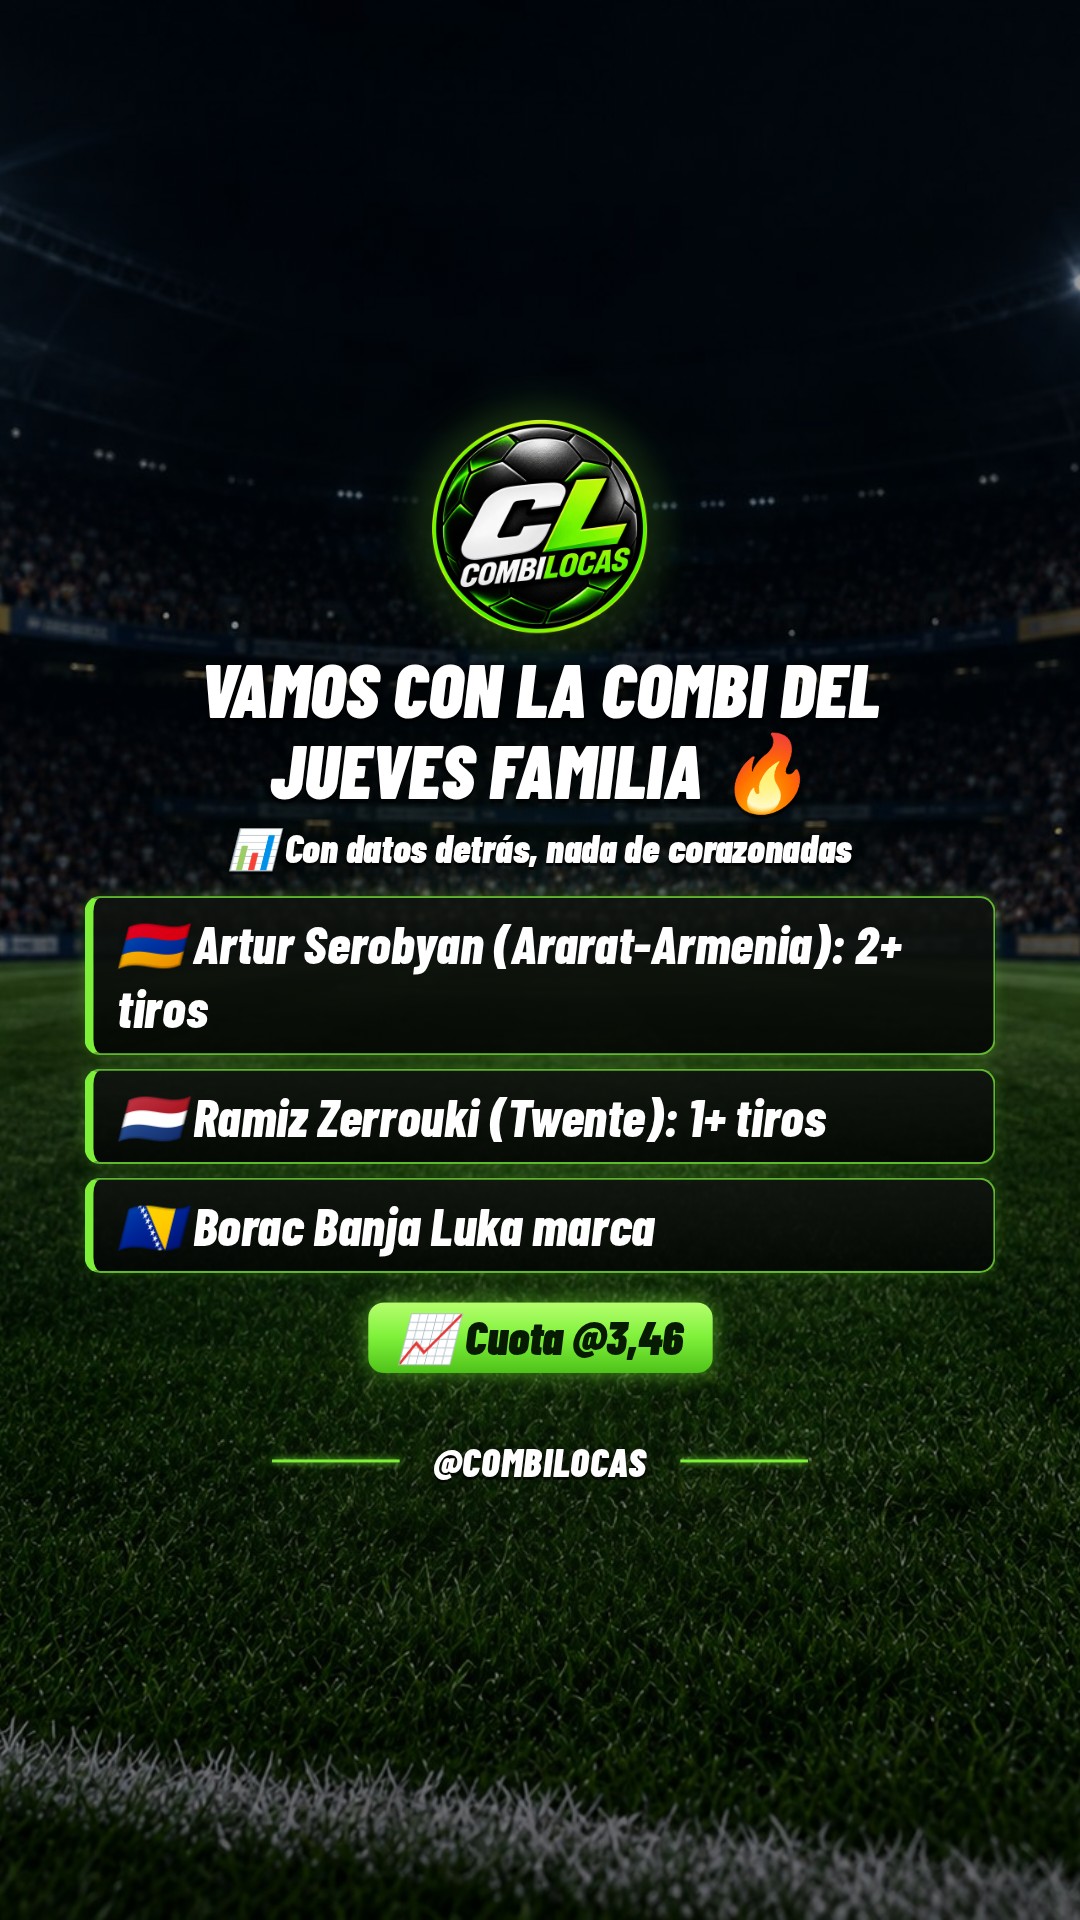 CL
COMBILOCAS
VAMOS CON LA COMBI DEL
JUEVES FAMILIA 🔥
📊 Con datos detrás, nada de corazonadas
🇦🇲 Artur Serobyan (Ararat-Armenia): 2+
tiros
🇳🇱 Ramiz Zerrouki (Twente): 1+ tiros
🇧🇦 Borac Banja Luka marca
📈 Cuota @3,46
@COMBILOCAS